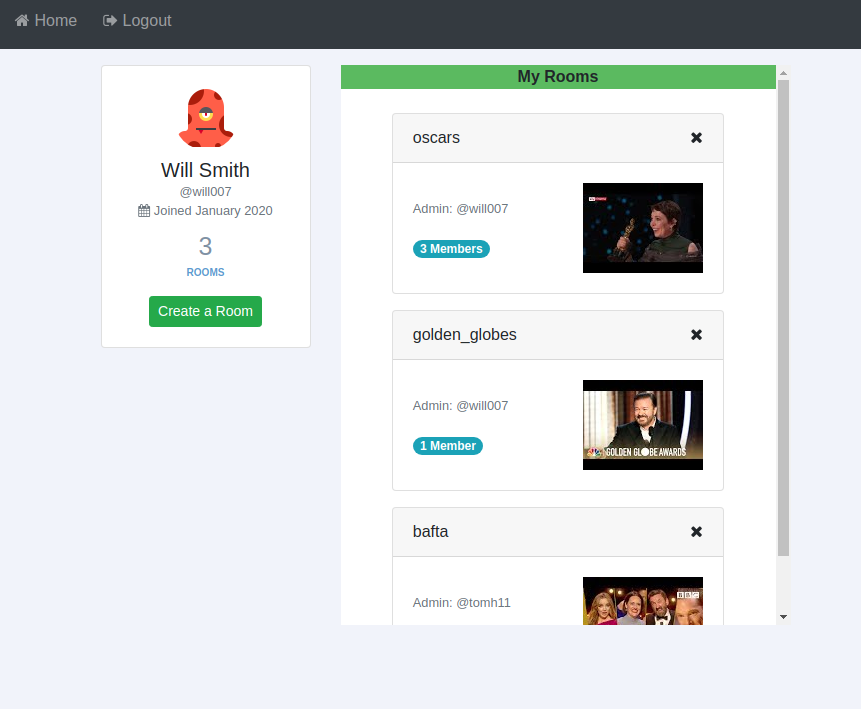 Home Logout
Will Smith
@will007
Joined January 2020
3
ROOMS
Create a Room
My Rooms
oscars
Admin: @will007
3 Members
golden_globes
Admin: @will007
1 Member
GOLDEN GLOBE AWARDS
bafta
Admin: @tomh11
BBC